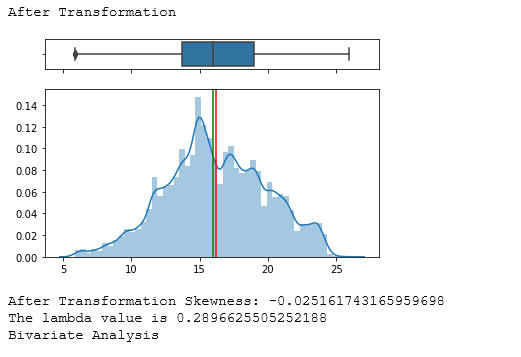 After Transformation
0.14
0.12
0.10
0.08
0.06
0.04
0.02
0.00
5 10 15 20 25
After Transformation Skewness: -0.025161743165959698
The lambda value is 0.2896625505252188
Bivariate Analysis